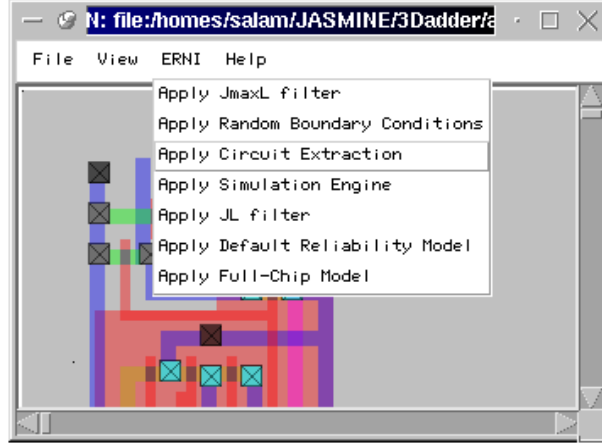 N: file:/homes/salam/JASMINE/3Dadder/a
File View ERNI Help
Apply JmaxL filter
Apply Random Boundary Conditions
Apply Circuit Extraction
Apply Simulation Engine
Apply JL filter
Apply Default Reliability Model
Apply Full-Chip Model